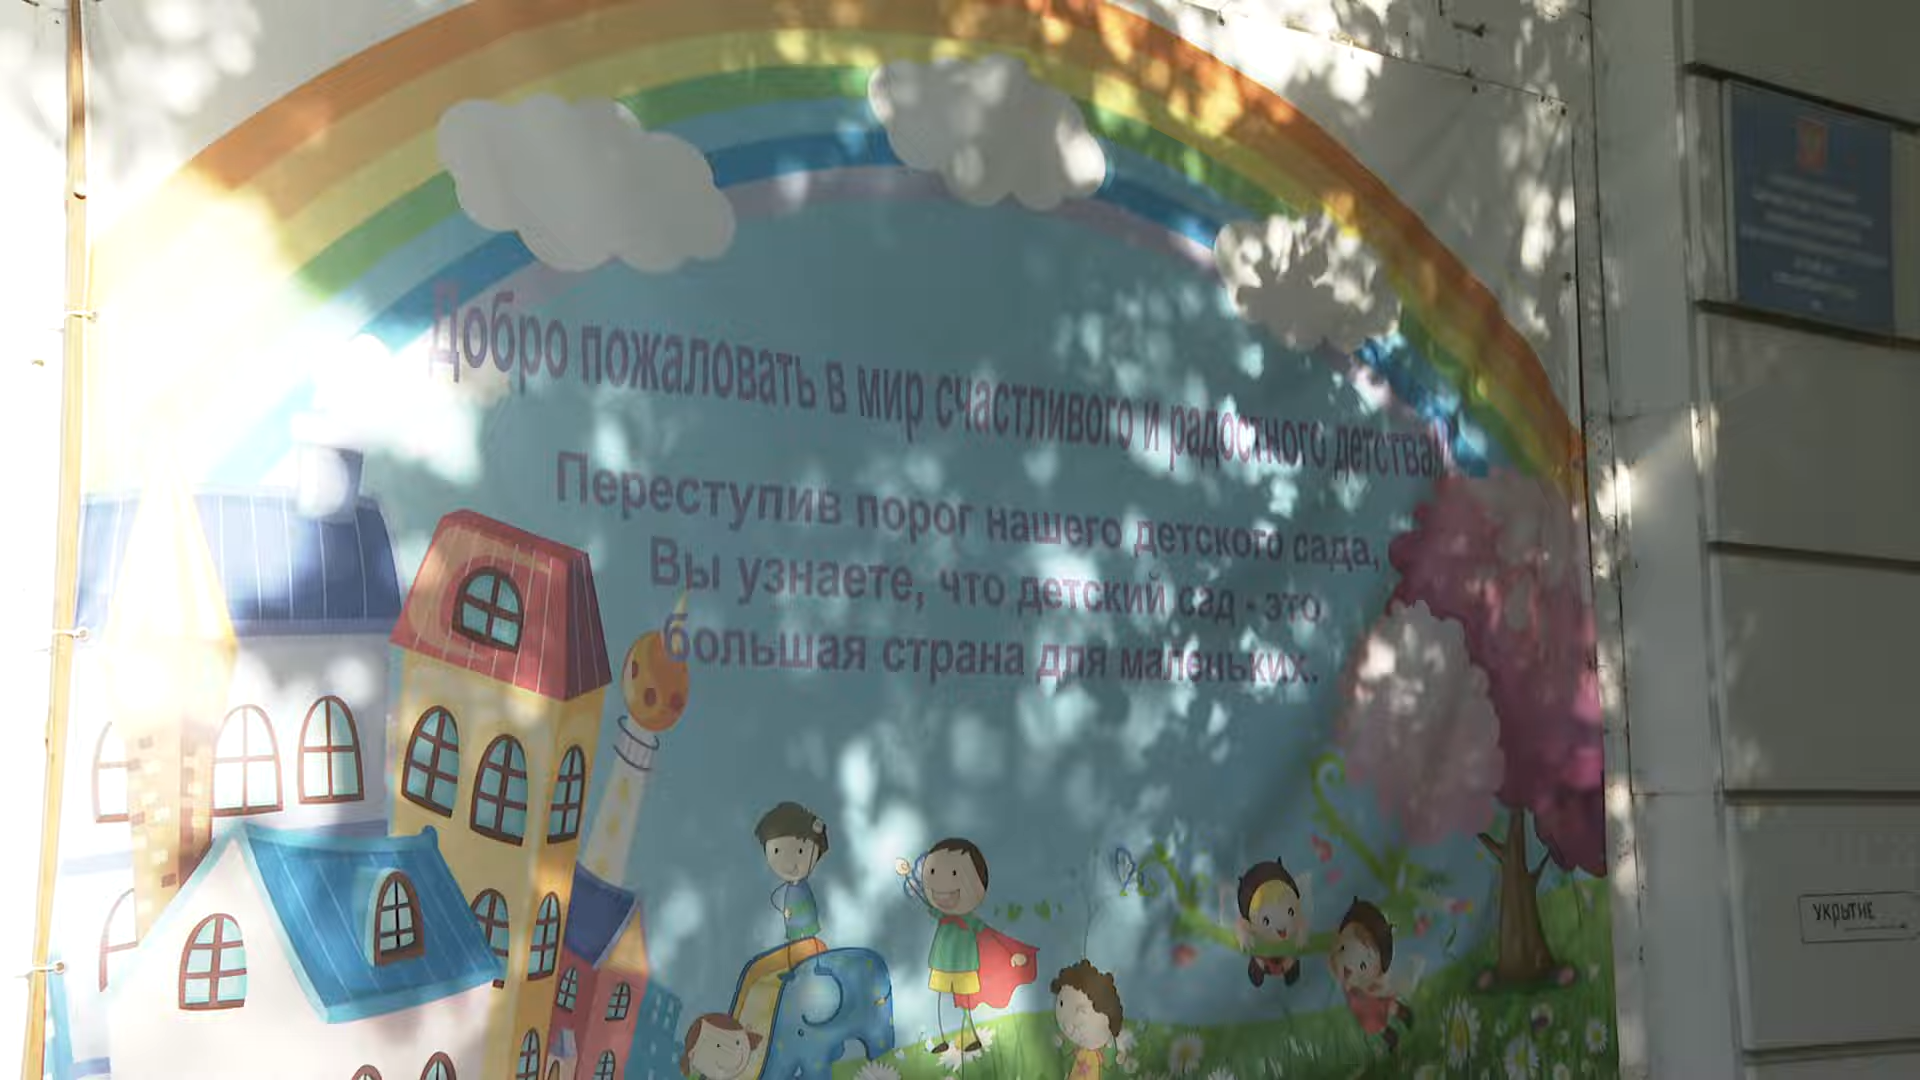 Добро пожаловать в мир счастливого и радостного детства!
Переступив порог нашего детского сада,
Вы узнаете, что детский сад - это
большая страна для маленьких.
УКРЫТИЕ